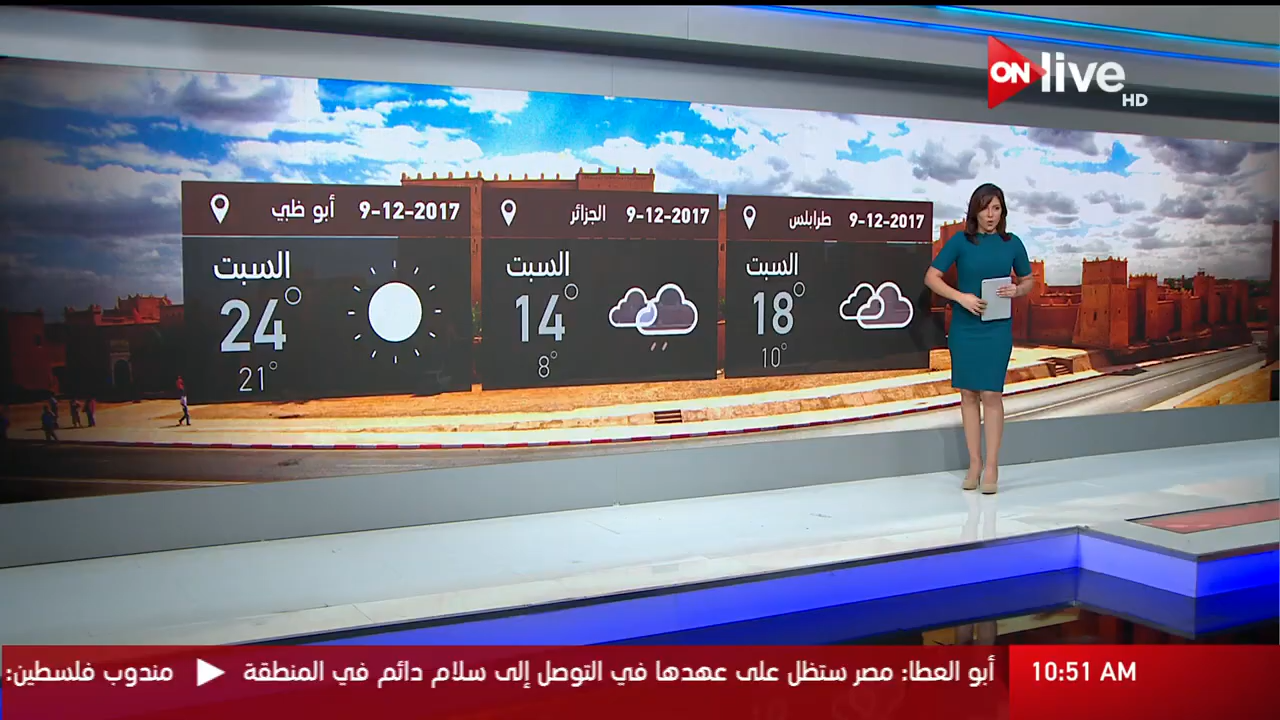 ON live
HD
طرابلس 9-12-2017
السبت
18°
10°
الجزائر 9-12-2017
السبت
14°
8°
أبو ظبي 9-12-2017
السبت
24°
21°
10:51 AM
أبو العطا: مصر ستظل على عهدها في التوصل إلى سلام دائم في المنطقة
مندوب فلسطين: